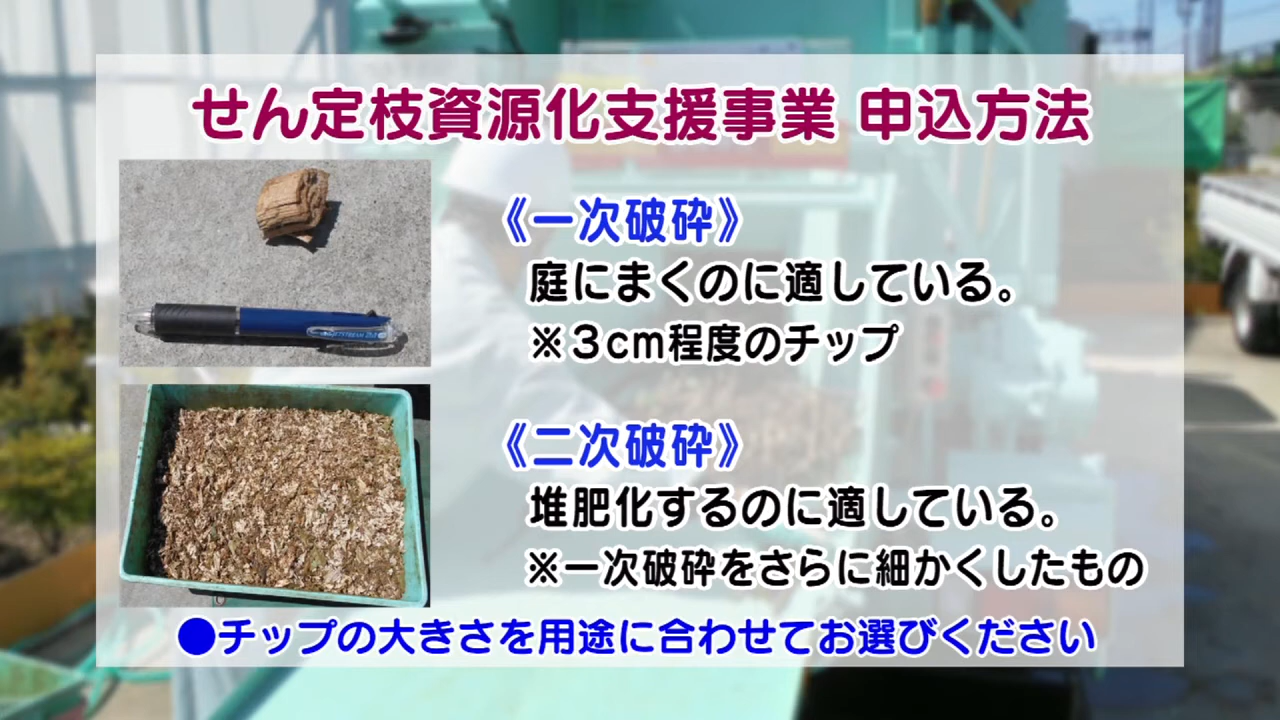 せん定枝資源化支援事業 申込方法
《一次破砕》
庭にまくのに適している。
※３cm程度のチップ
《二次破砕》
堆肥化するのに適している。
※一次破砕をさらに細かくしたもの
●チップの大きさを用途に合わせてお選びください